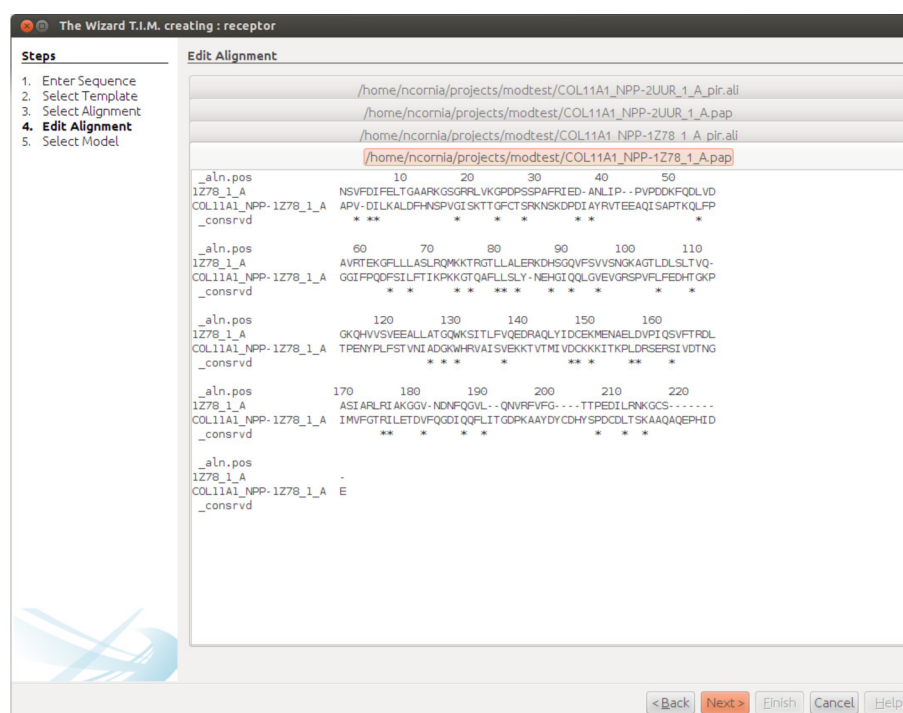 The Wizard T.I.M. creating : receptor
Steps
1. Enter Sequence
2. Select Template
3. Select Alignment
4. Edit Alignment
5. Select Model
Edit Alignment
/home/ncornia/projects/modtest/COL11A1_NPP-2UUR_1_A_pir.ali
/home/ncornia/projects/modtest/COL11A1_NPP-2UUR_1_A.pap
/home/ncornia/projects/modtest/COL11A1_NPP-1Z78_1_A_pir.ali
/home/ncornia/projects/modtest/COL11A1_NPP-1Z78_1_A.pap
_aln.pos 10 20 30 40 50
1Z78_1_A NSVFDIFELTGAARKGSGRRLVKGPDPSSPAFRIED-ANLIP--PVPDDKFQDLVD
COL11A1_NPP-1Z78_1_A APV-DILKALDFHNSPVGISKTTGFCTSRKNSKDPDIAYRVTEEAQISAPTKQLFP
_consrvd * ** * * * * * *
_aln.pos 60 70 80 90 100 110
1Z78_1_A AVRTEKGFLLLASLRQMKKTRGTLLALERKDHSGQVFSVVSNGKAGTLDLSLTVQ-
COL11A1_NPP-1Z78_1_A GGIFPQDFSILFTIKPKKGTQAFLLSLY-NEHGIQQLGVEVGRSPVFLFEDHTGKP
_consrvd * * * * ** * * * * * *
_aln.pos 120 130 140 150 160
1Z78_1_A GKQHVVSVEEALLATGQWKSITLFVQEDRAQLYIDCEKMENAELDVPIQSVFTRDL
COL11A1_NPP-1Z78_1_A TPENYPLFSTVNIADGKWHRVAISVEKKTVTMIVDCKKKITKPLDRSERSIVDTNG
_consrvd * * * * ** * ** *
_aln.pos 170 180 190 200 210 220
1Z78_1_A ASIARLRIAKGGV-NDNFQGVL--QNVRFVFG----TTPEDILRNKGCS-------
COL11A1_NPP-1Z78_1_A IMVFGTRILETDVFQGDIQQFLITGDPKAAYDYCDHYSPDCDLTSKAAQAQEPHID
_consrvd ** * * * * * *
_aln.pos
1Z78_1_A -
COL11A1_NPP-1Z78_1_A E
_consrvd
< Back Next > Finish Cancel Help